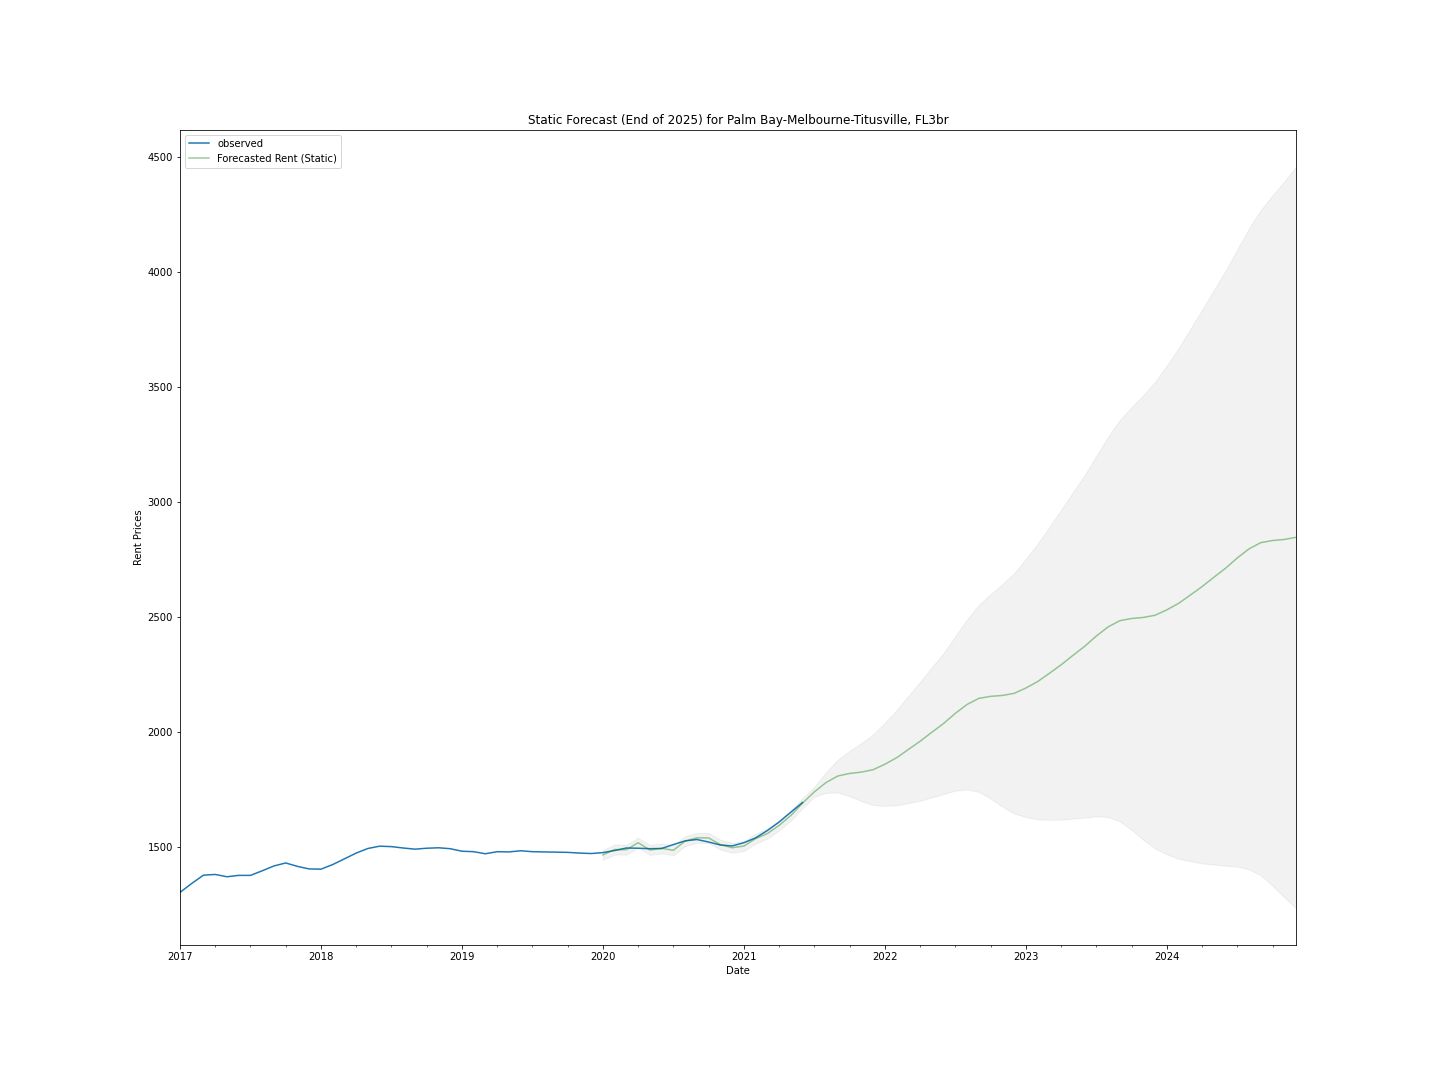 Static Forecast (End of 2025) for Palm Bay-Melbourne-Titusville, FL3br
observed
Forecasted Rent (Static)
4500
4000
3500
3000
2500
2000
1500
Rent Prices
2017 2018 2019 2020 2021 2022 2023 2024
Date